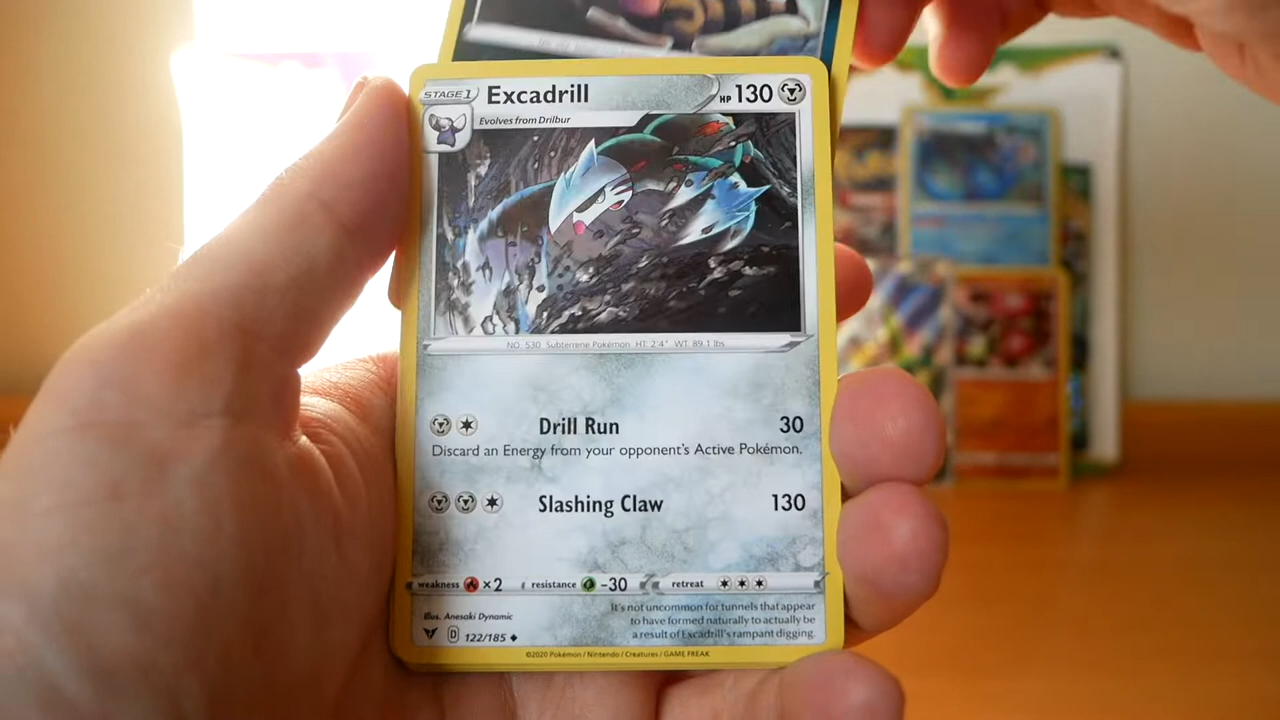 STAGE 1 Excadrill HP 130
Evolves from Drilbur
NO. 530 Subterrene Pokémon HT: 2'4" WT: 89.1 lbs
Drill Run 30
Discard an Energy from your opponent's Active Pokémon.
Slashing Claw 130
weakness ×2 resistance -30 retreat
Illus. Anesaki Dynamic
D 122/185
It's not uncommon for tunnels that appear
to have formed naturally to actually be
a result of Excadrill's rampant digging.
©2020 Pokémon / Nintendo / Creatures / GAME FREAK